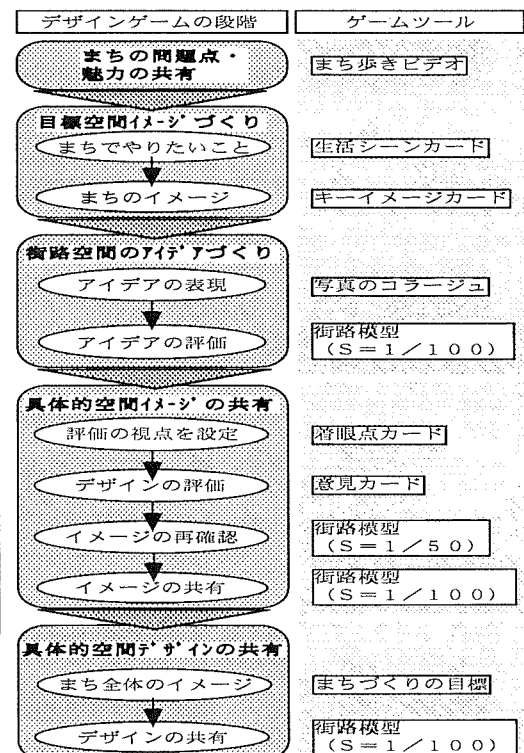 デザインゲームの段階 ゲームツール
まちの問題点・
魅力の共有
まち歩きビデオ
目標空間イメージづくり
まちでやりたいこと
生活シーンカード
まちのイメージ
キーイメージカード
街路空間のアイデアづくり
アイデアの表現
写真のコラージュ
アイデアの評価
街路模型
(S=1/100)
具体的空間イメージの共有
評価の視点を設定
着眼点カード
デザインの評価
意見カード
イメージの再確認
街路模型
(S=1/50)
イメージの共有
街路模型
(S=1/100)
具体的空間デザインの共有
まち全体のイメージ
まちづくりの目標
デザインの共有
街路模型
(S=1/100)